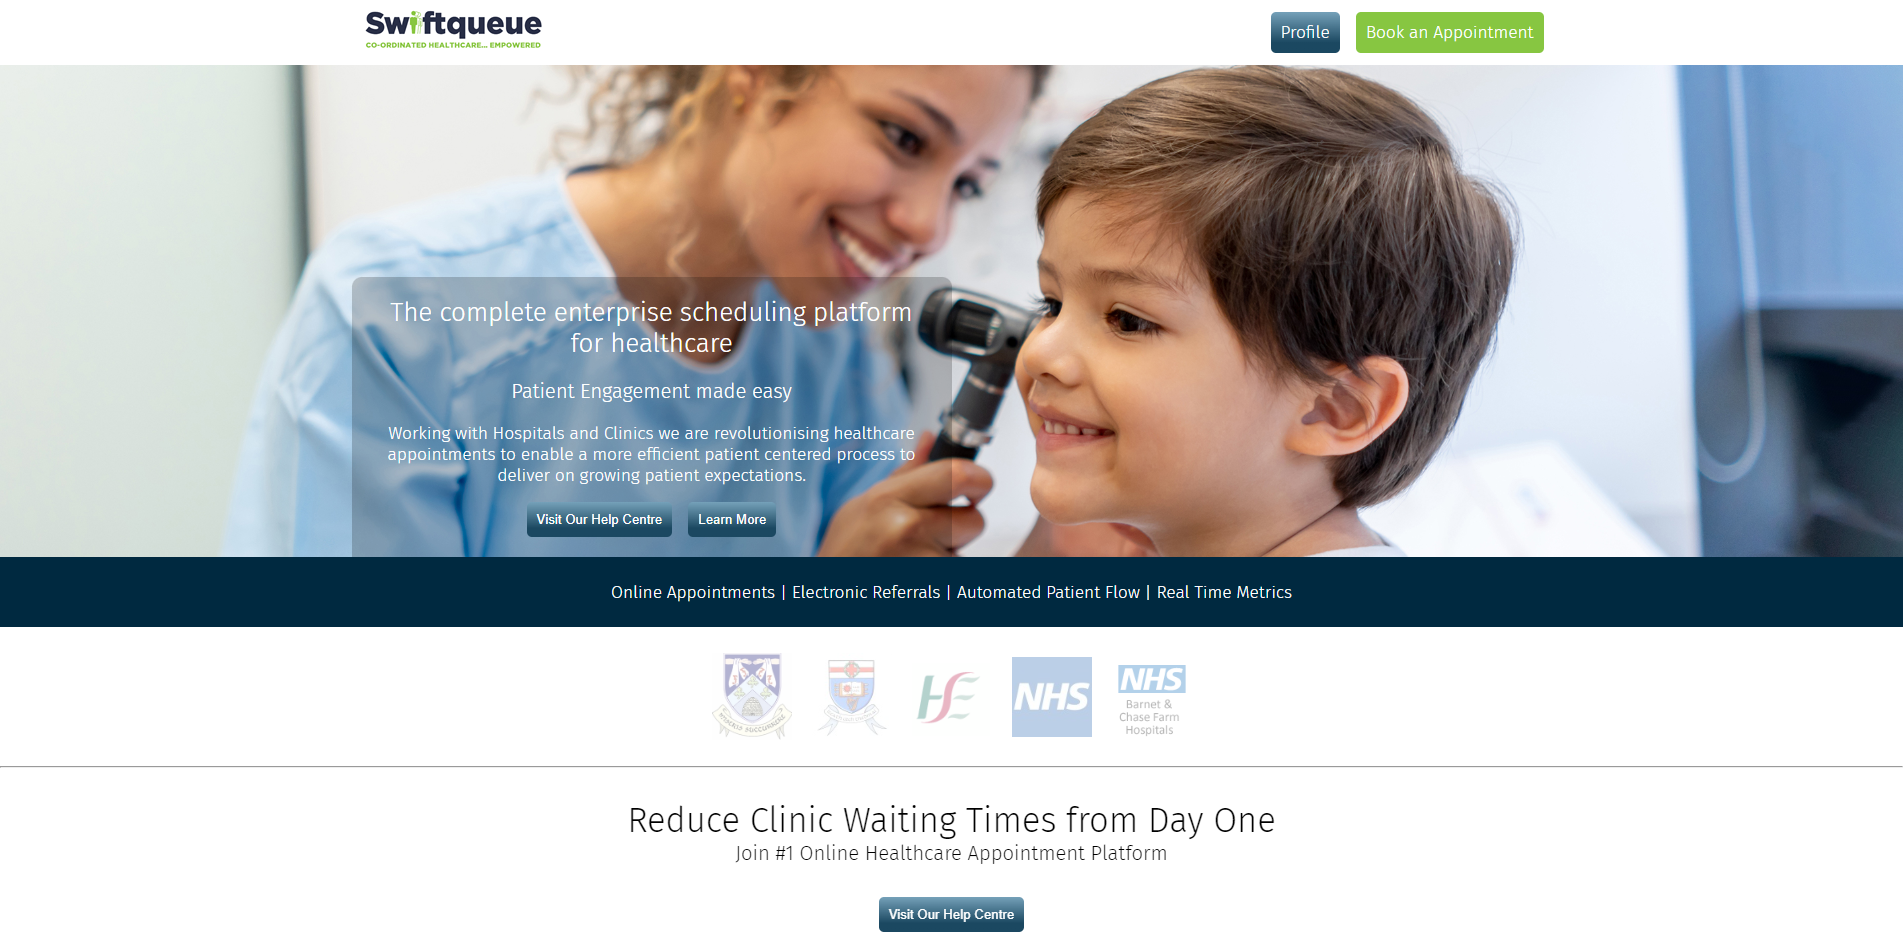 Swiftqueue
CO-ORDINATED HEALTHCARE... EMPOWERED
Profile
Book an Appointment
The complete enterprise scheduling platform
for healthcare
Patient Engagement made easy
Working with Hospitals and Clinics we are revolutionising healthcare
appointments to enable a more efficient patient centered process to
deliver on growing patient expectations.
Visit Our Help Centre
Learn More
Online Appointments | Electronic Referrals | Automated Patient Flow | Real Time Metrics
HE
NHS
NHS
Barnet &
Chase Farm
Hospitals
Reduce Clinic Waiting Times from Day One
Join #1 Online Healthcare Appointment Platform
Visit Our Help Centre